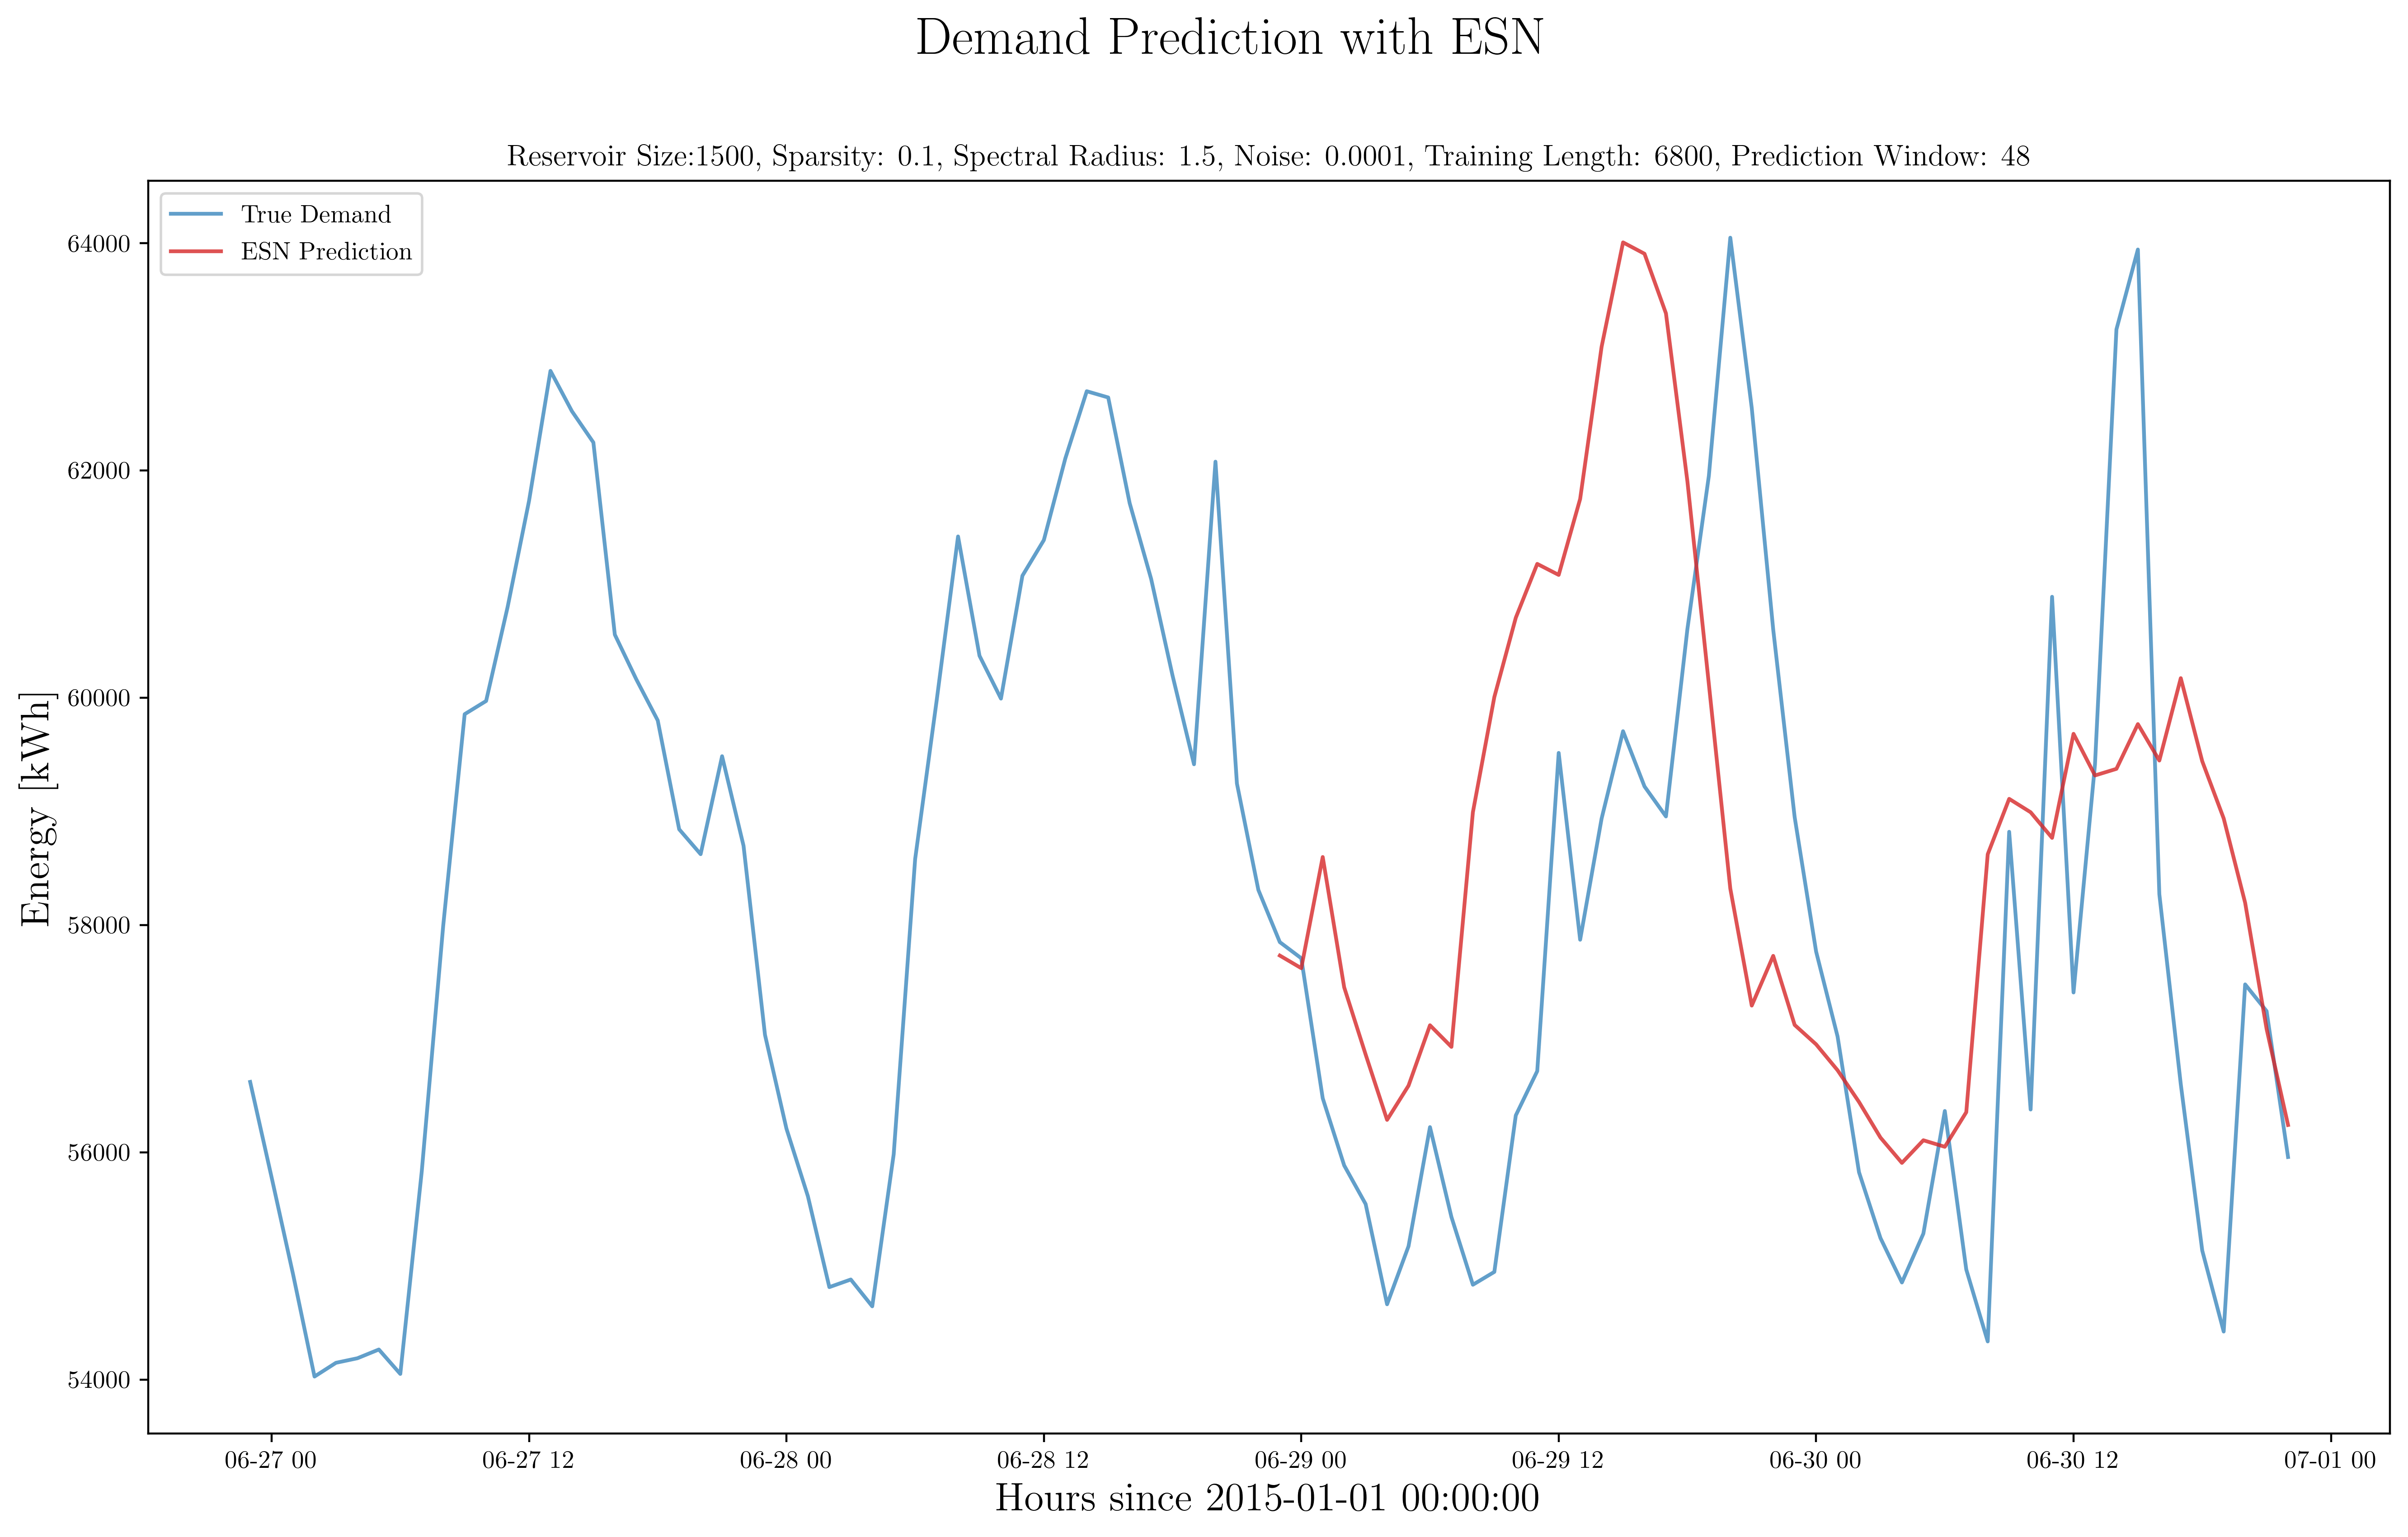 Demand Prediction with ESN
Reservoir Size:1500, Sparsity: 0.1, Spectral Radius: 1.5, Noise: 0.0001, Training Length: 6800, Prediction Window: 48
True Demand
ESN Prediction
64000
62000
60000
58000
56000
54000
Energy [kWh]
06-27 00
06-27 12
06-28 00
06-28 12
06-29 00
06-29 12
06-30 00
06-30 12
07-01 00
Hours since 2015-01-01 00:00:00